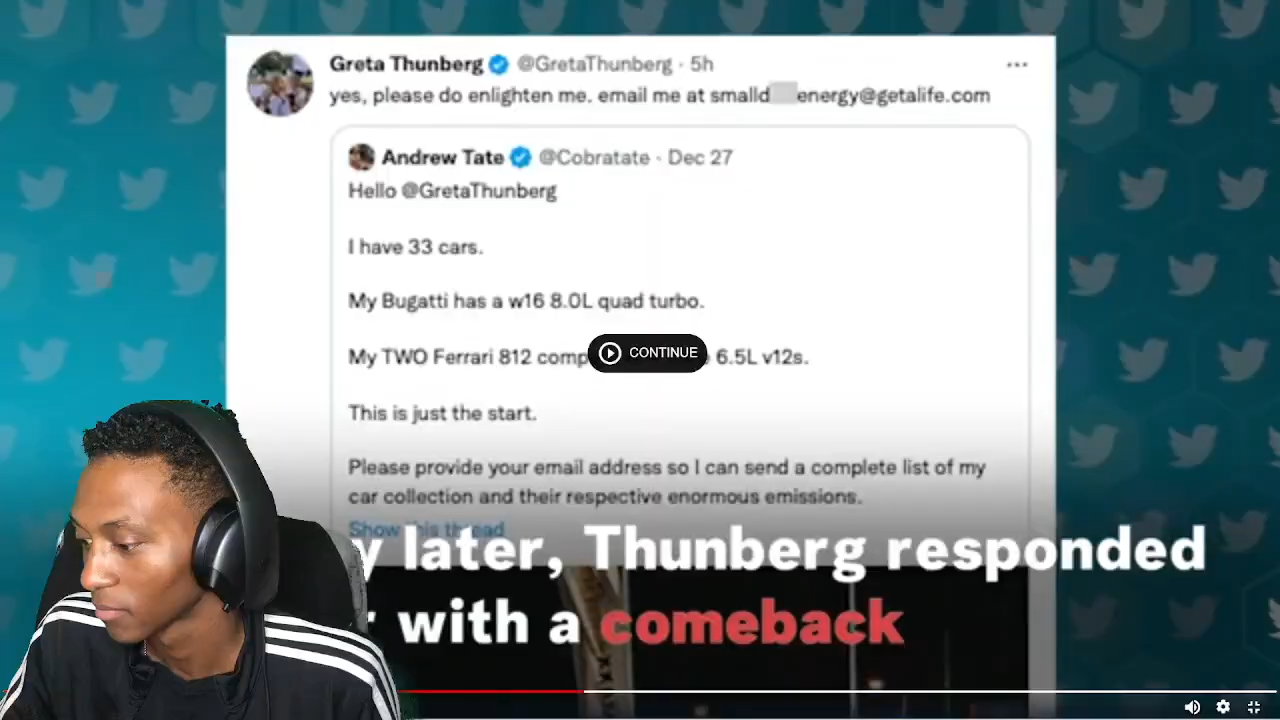 Greta Thunberg @GretaThunberg · 5h
yes, please do enlighten me. email me at smalld energy@getalife.com
Andrew Tate @Cobratate · Dec 27
Hello @GretaThunberg
I have 33 cars.
My Bugatti has a w16 8.0L quad turbo.
My TWO Ferrari 812 comp 6.5L v12s.
CONTINUE
This is just the start.
Please provide your email address so I can send a complete list of my
car collection and their respective enormous emissions.
Show this thread
later, Thunberg responded
with a comeback